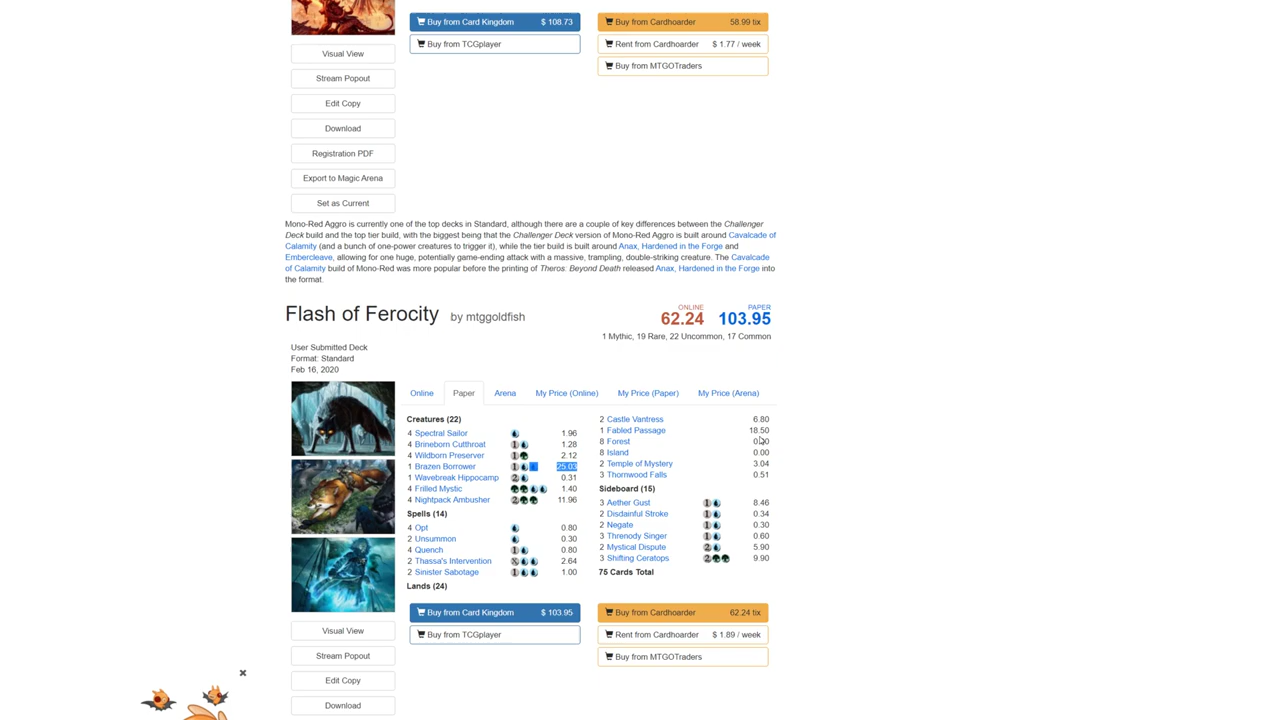 Buy from Card Kingdom $ 108.73
Buy from Cardhoarder 58.99 tix
Buy from TCGplayer
Rent from Cardhoarder $ 1.77 / week
Buy from MTGOTraders
Visual View
Stream Popout
Edit Copy
Download
Registration PDF
Export to Magic Arena
Set as Current
Mono-Red Aggro is currently one of the top decks in Standard, although there are a couple of key differences between the Challenger
Deck build and the top tier build, with the biggest being that the Challenger Deck version of Mono-Red Aggro is built around Cavalcade of
Calamity (and a bunch of one-power creatures to trigger it), while the tier build is built around Anax, Hardened in the Forge and
Embercleave, allowing for one huge, potentially game-ending attack with a massive, trampling, double-striking creature. The Cavalcade
of Calamity build of Mono-Red was more popular before the printing of Theros: Beyond Death released Anax, Hardened in the Forge into
the format.
Flash of Ferocity by mtggoldfish
ONLINE
62.24
PAPER
103.95
1 Mythic, 19 Rare, 22 Uncommon, 17 Common
User Submitted Deck
Format: Standard
Feb 16, 2020
Online Paper Arena My Price (Online) My Price (Paper) My Price (Arena)
Creatures (22)
4 Spectral Sailor 1.96
4 Brineborn Cutthroat 1 1.28
4 Wildborn Preserver 1 2.12
1 Brazen Borrower 1 25.03
1 Wavebreak Hippocamp 2 0.31
4 Frilled Mystic 1.40
4 Nightpack Ambusher 2 11.96
Spells (14)
4 Opt 0.80
2 Unsummon 0.30
4 Quench 1 0.80
2 Thassa's Intervention X 2.64
2 Sinister Sabotage 1 1.00
Lands (24)
2 Castle Vantress 6.80
1 Fabled Passage 18.50
8 Forest
8 Island 0.00
2 Temple of Mystery 3.04
3 Thornwood Falls 0.51
Sideboard (15)
3 Aether Gust 1 8.46
2 Disdainful Stroke 1 0.34
2 Negate 1 0.30
3 Threnody Singer 1 0.60
2 Mystical Dispute 2 5.90
3 Shifting Ceratops 2 9.90
75 Cards Total
Buy from Card Kingdom $ 103.95
Buy from Cardhoarder 62.24 tix
Buy from TCGplayer
Rent from Cardhoarder $ 1.89 / week
Buy from MTGOTraders
Visual View
Stream Popout
Edit Copy
Download